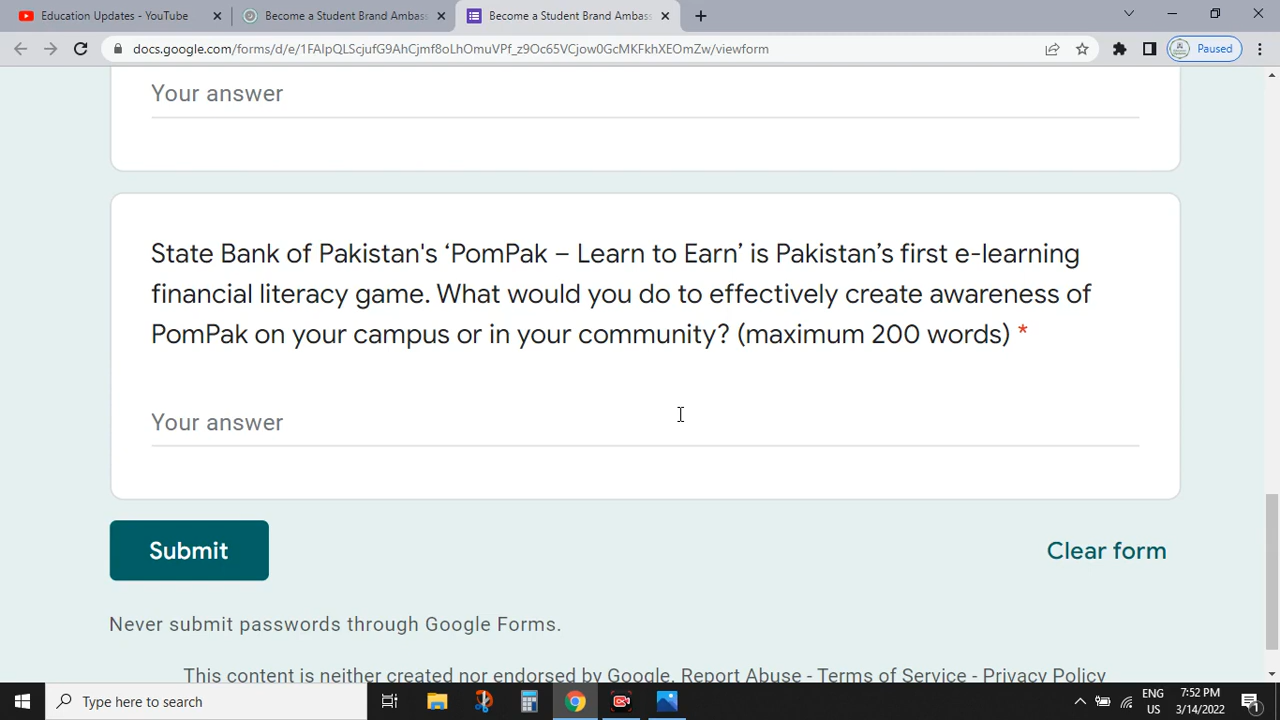 Education Updates - YouTube
Become a Student Brand Ambass
Become a Student Brand Ambass
docs.google.com/forms/d/e/1FAIpQLScjufG9AhCjmf8oLhOmuVPf_z9Oc65VCjow0GcMKFkhXEOmZw/viewform
Paused
Your answer
State Bank of Pakistan's ‘PomPak – Learn to Earn’ is Pakistan’s first e-learning
financial literacy game. What would you do to effectively create awareness of
PomPak on your campus or in your community? (maximum 200 words) *
Your answer
Submit
Clear form
Never submit passwords through Google Forms.
This content is neither created nor endorsed by Google. Report Abuse - Terms of Service - Privacy Policy
Type here to search
ENG
US
7:52 PM
3/14/2022
1